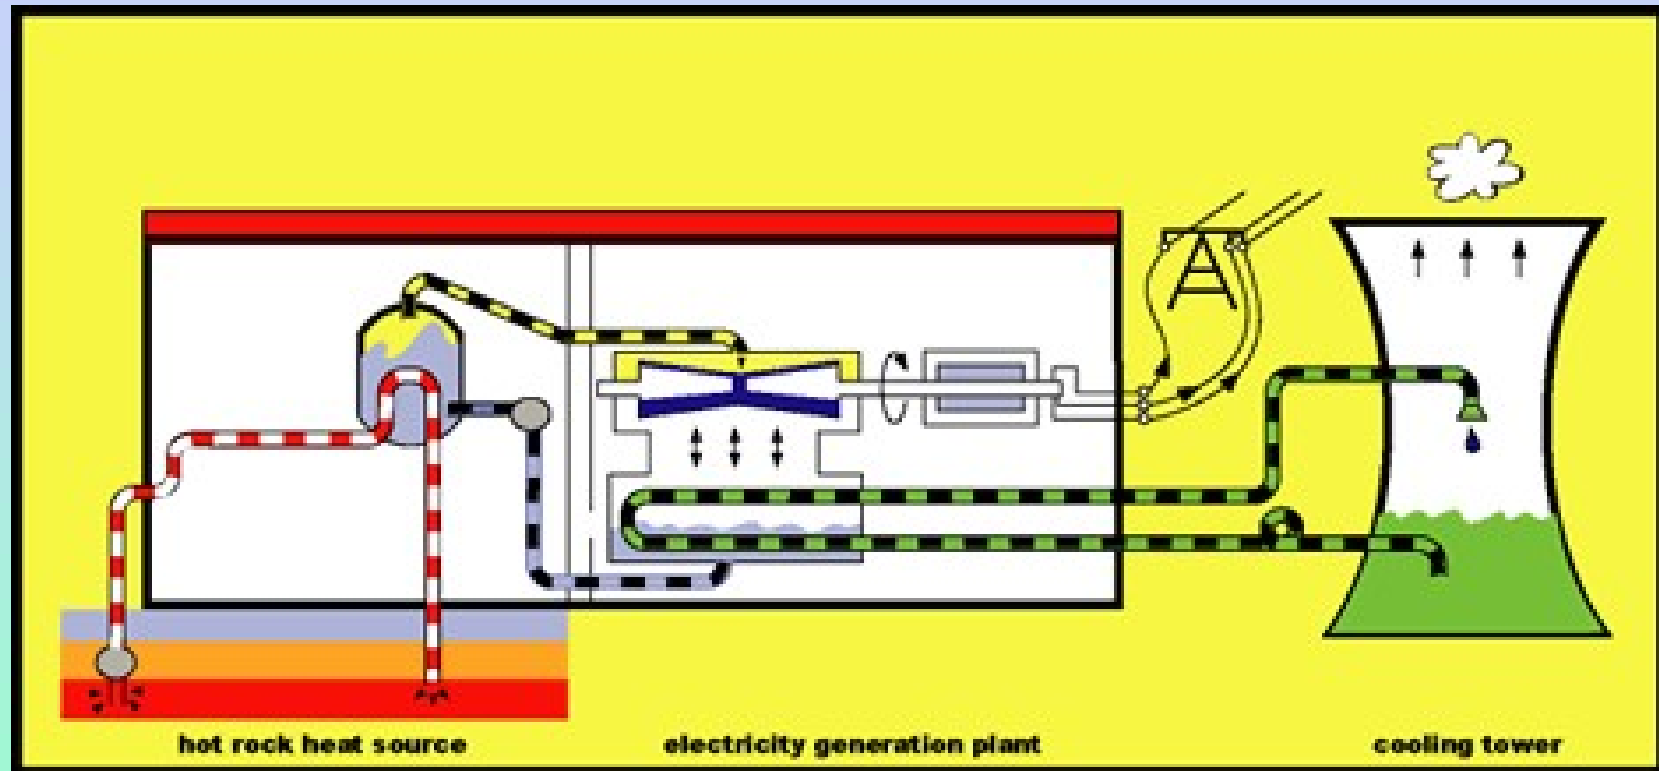 hot rock heat source
electricity generation plant
cooling tower